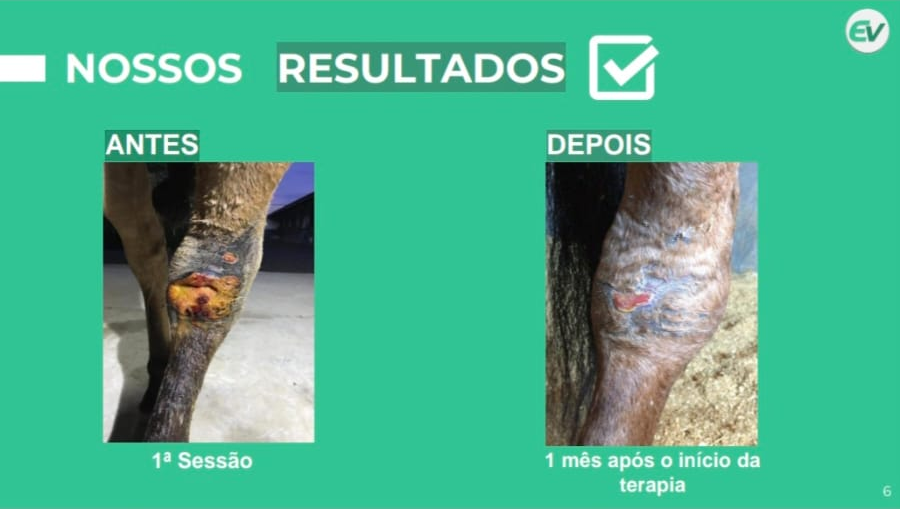 EV
NOSSOS RESULTADOS
ANTES
DEPOIS
1ª Sessão
1 mês após o início da
terapia
6